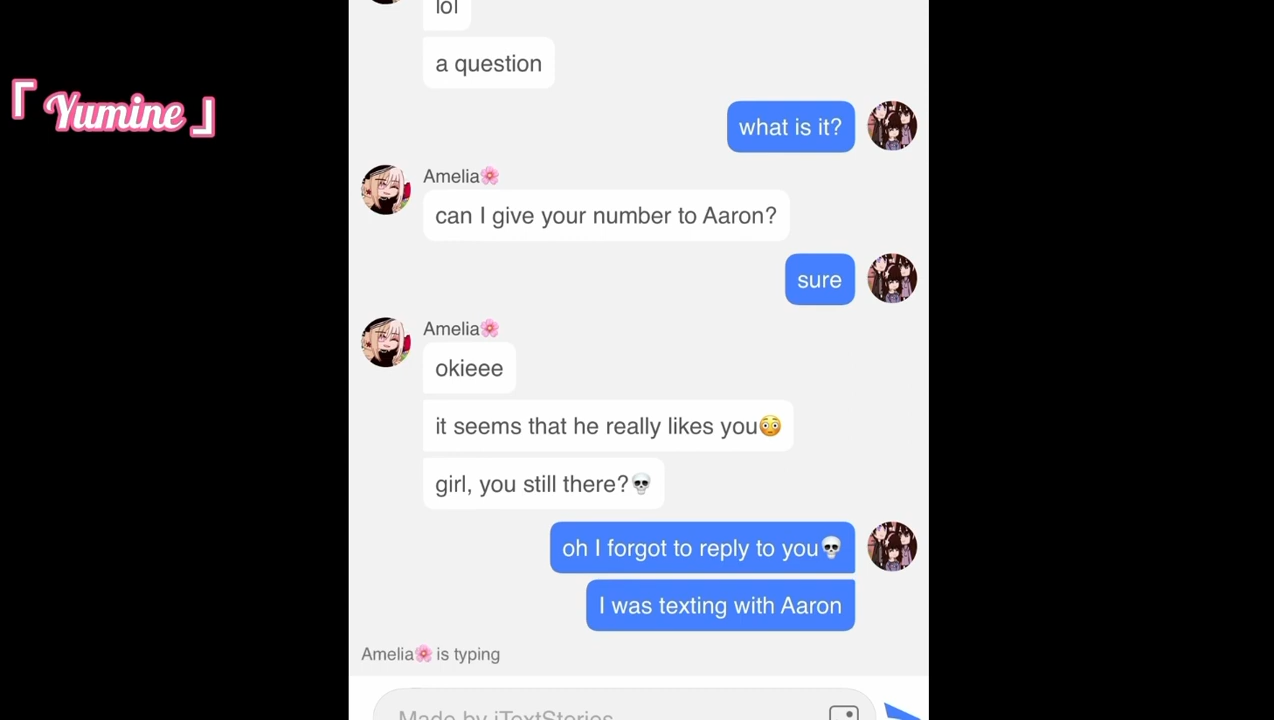 lol
a question
「 Yumine 」
what is it?
Amelia🌸
can I give your number to Aaron?
sure
Amelia🌸
okieee
it seems that he really likes you😳
girl, you still there?💀
oh I forgot to reply to you💀
I was texting with Aaron
Amelia🌸 is typing
Made by iTextStories